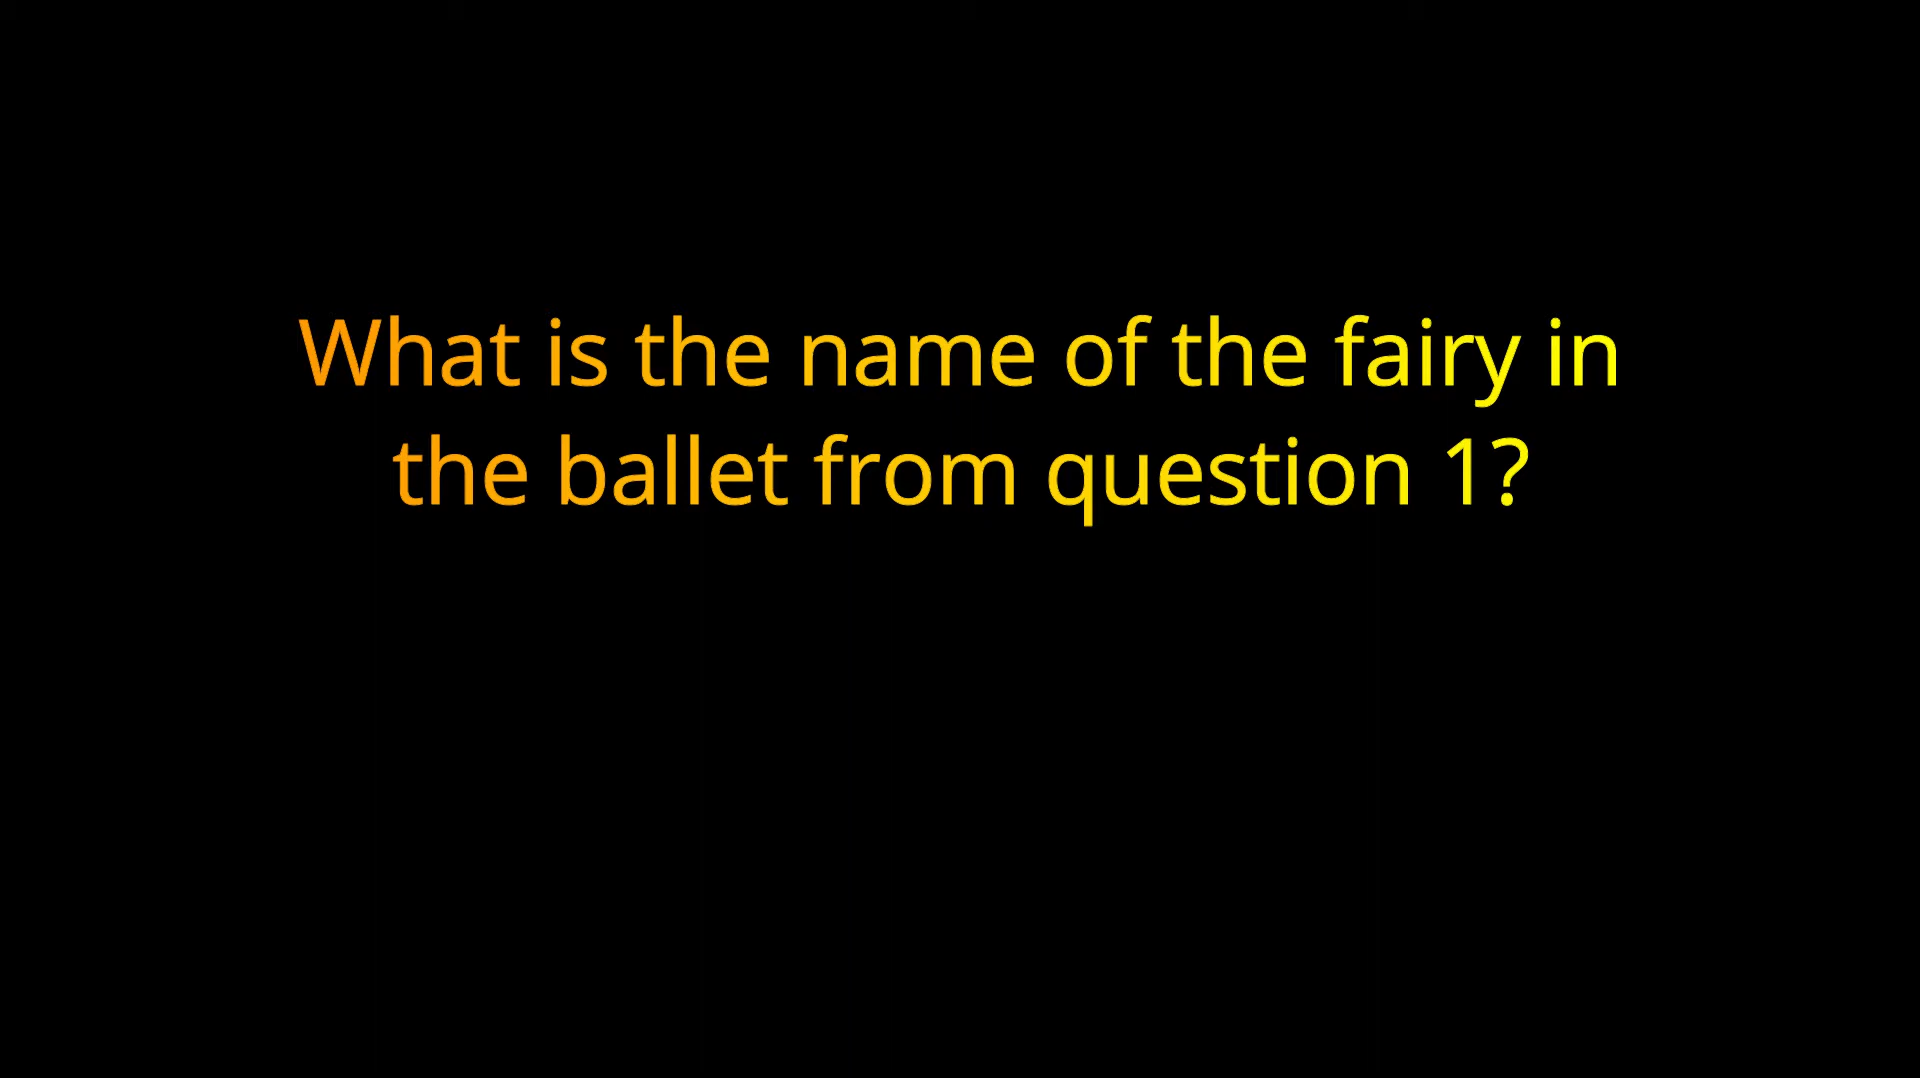 What is the name of the fairy in
the ballet from question 1?